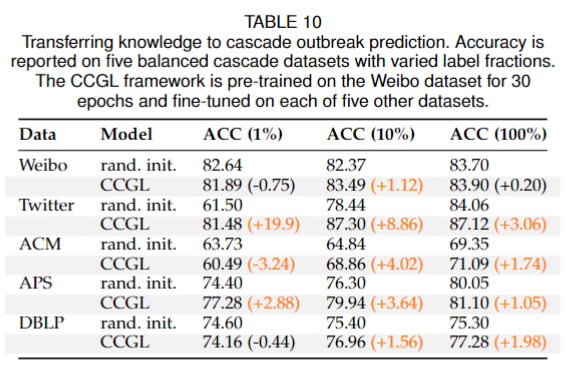 TABLE 10
Transferring knowledge to cascade outbreak prediction. Accuracy is
reported on five balanced cascade datasets with varied label fractions.
The CCGL framework is pre-trained on the Weibo dataset for 30
epochs and fine-tuned on each of five other datasets.
Data Model ACC (1%) ACC (10%) ACC (100%)
Weibo rand. init. 82.64 82.37 83.70
CCGL 81.89 (-0.75) 83.49 (+1.12) 83.90 (+0.20)
Twitter rand. init. 61.50 78.44 84.06
CCGL 81.48 (+19.9) 87.30 (+8.86) 87.12 (+3.06)
ACM rand. init. 63.73 64.84 69.35
CCGL 60.49 (-3.24) 68.86 (+4.02) 71.09 (+1.74)
APS rand. init. 74.40 76.30 80.05
CCGL 77.28 (+2.88) 79.94 (+3.64) 81.10 (+1.05)
DBLP rand. init. 74.60 75.40 75.30
CCGL 74.16 (-0.44) 76.96 (+1.56) 77.28 (+1.98)